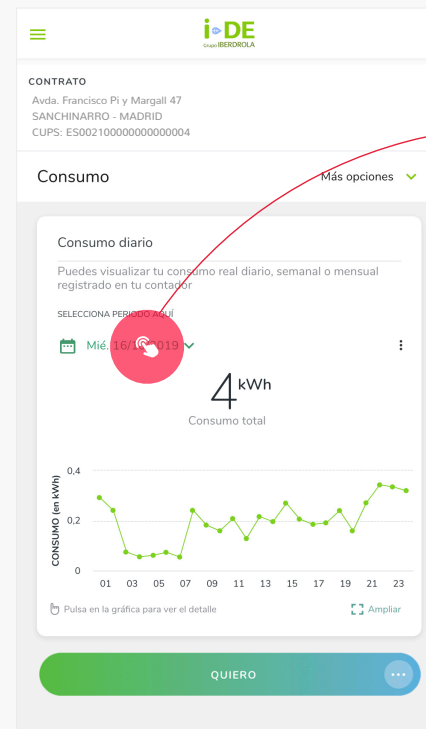 i-DE
Grupo IBERDROLA
CONTRATO
Avda. Francisco Pi y Margall 47
SANCHINARRO - MADRID
CUPS: ES002100000000000004
Consumo
Más opciones
Consumo diario
Puedes visualizar tu consumo real diario, semanal o mensual
registrado en tu contador
SELECCIONA PERIODO AQUÍ
Mié. 16/1 2019
4 kWh
Consumo total
CONSUMO (en kWh)
0,4
0,2
0
01 03 05 07 09 11 13 15 17 19 21 23
Pulsa en la gráfica para ver el detalle
Ampliar
QUIERO